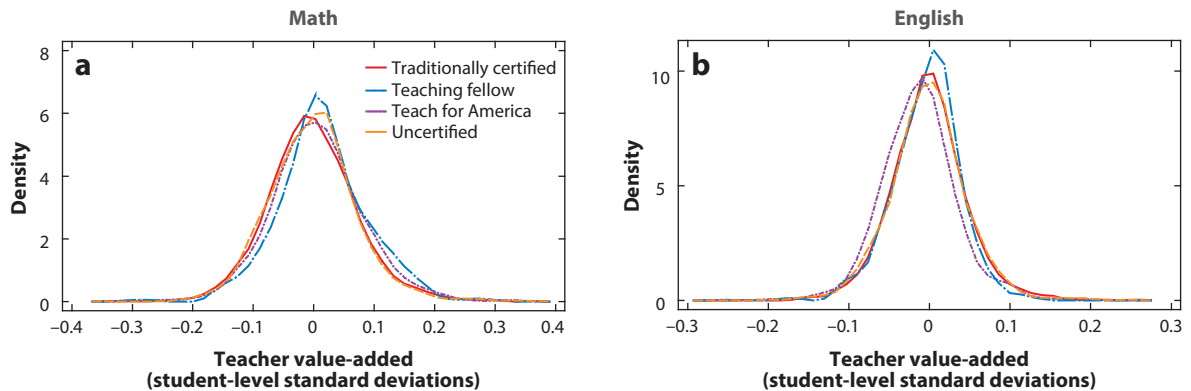 Math
a
Traditionally certified
Teaching fellow
Teach for America
Uncertified
Density
8
6
4
2
0
−0.4
−0.3
−0.2
−0.1
0
0.1
0.2
0.3
0.4
Teacher value-added
(student-level standard deviations)
English
b
Density
10
5
0
−0.3
−0.2
−0.1
0
0.1
0.2
0.3
Teacher value-added
(student-level standard deviations)